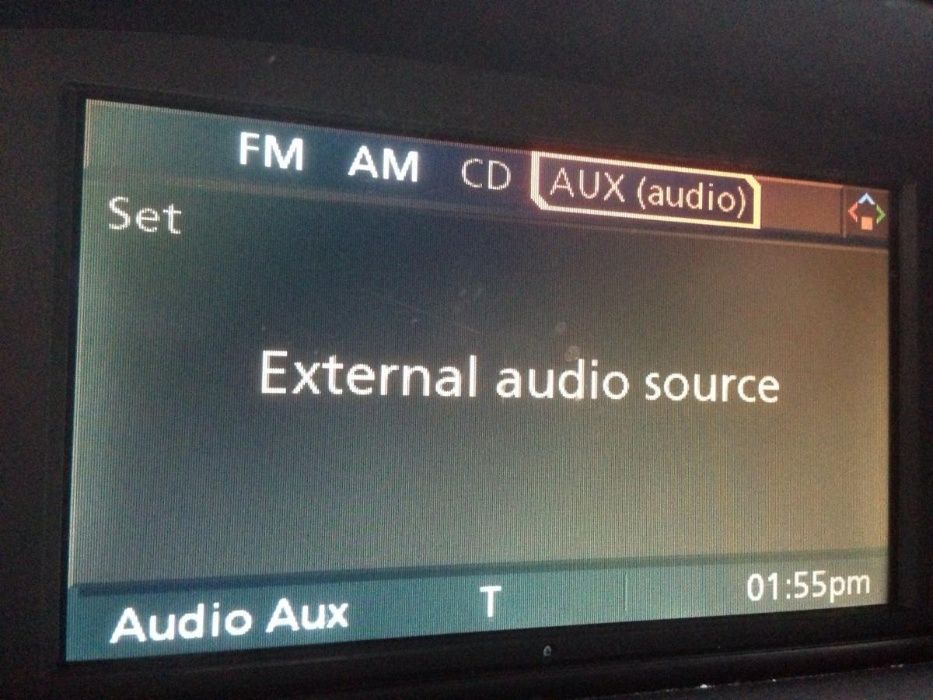 FM AM CD AUX (audio)
Set
External audio source
Audio Aux T 01:55pm